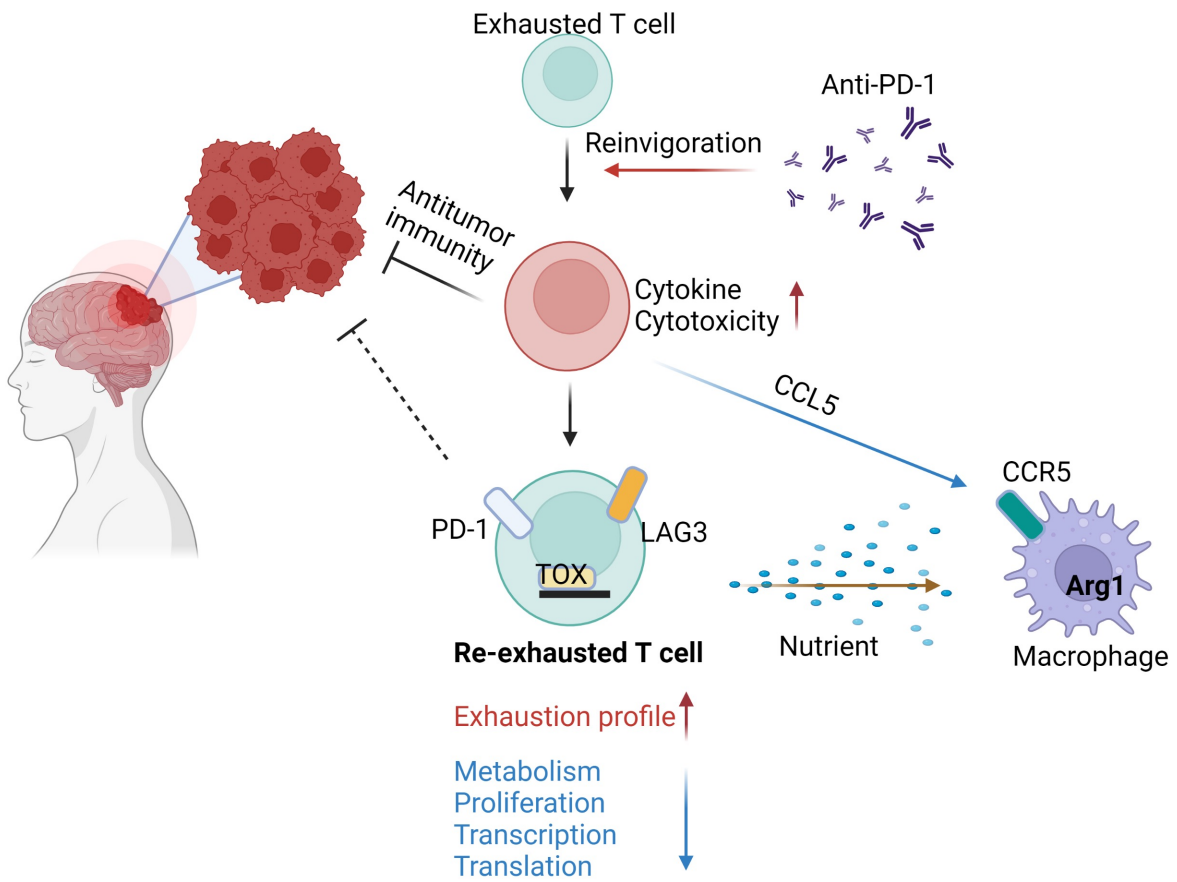 Exhausted T cell
Anti-PD-1
Reinvigoration
Antitumor
immunity
Cytokine
Cytotoxicity
CCL5
CCR5
PD-1
LAG3
TOX
Arg1
Nutrient
Macrophage
Re-exhausted T cell
Exhaustion profile
Metabolism
Proliferation
Transcription
Translation